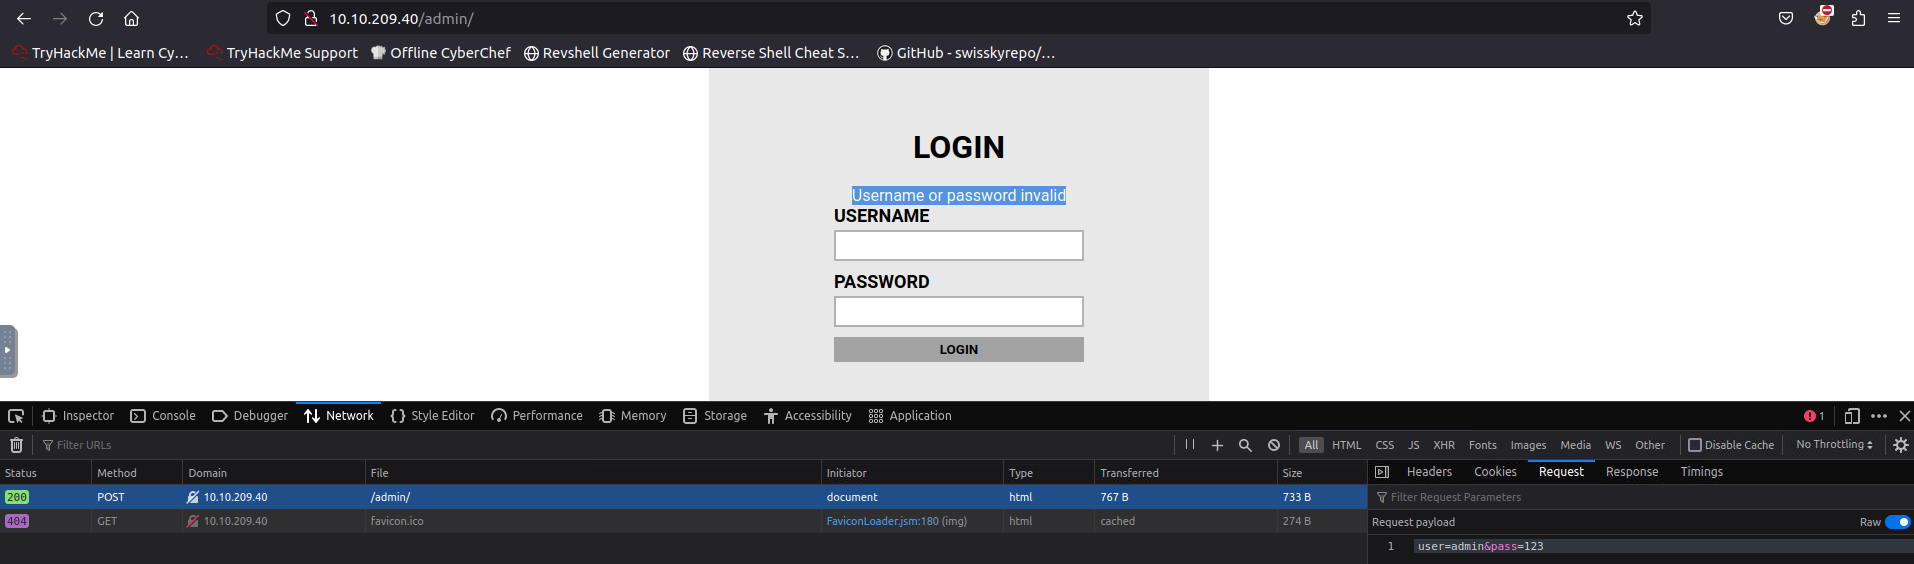 10.10.209.40/admin/
TryHackMe | Learn Cy… TryHackMe Support Offline CyberChef Revshell Generator Reverse Shell Cheat S… GitHub - swisskyrepo/…
LOGIN
Username or password invalid
USERNAME
PASSWORD
LOGIN
Inspector Console Debugger Network Style Editor Performance Memory Storage Accessibility Application 1
Filter URLs All HTML CSS JS XHR Fonts Images Media WS Other Disable Cache No Throttling
Status Method Domain File Initiator Type Transferred Size Headers Cookies Request Response Timings
200 POST 10.10.209.40 /admin/ document html 767 B 733 B Filter Request Parameters
404 GET 10.10.209.40 favicon.ico FaviconLoader.jsm:180 (img) html cached 274 B Request payload Raw
1 user=admin&pass=123